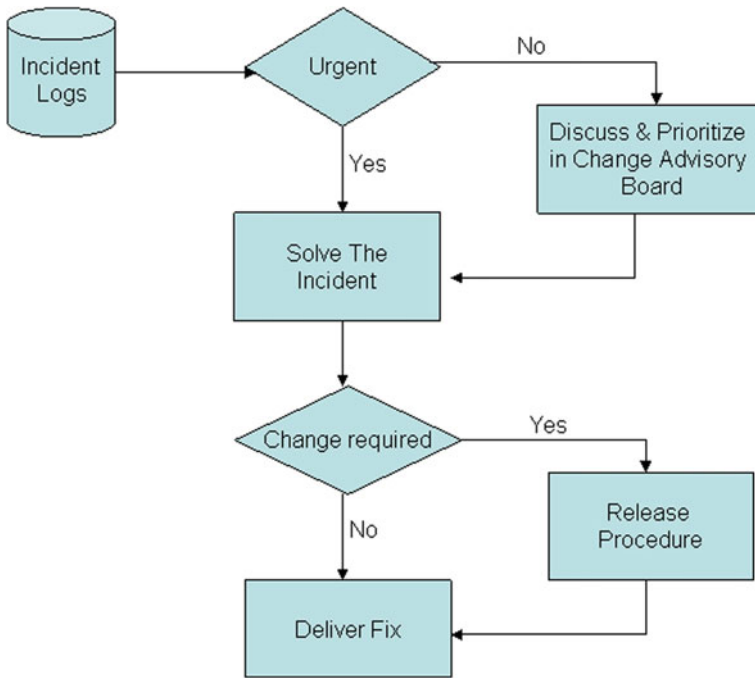 Incident
Logs
Urgent
No
Discuss & Prioritize
in Change Advisory
Board
Yes
Solve The
Incident
Change required
Yes
Release
Procedure
No
Deliver Fix